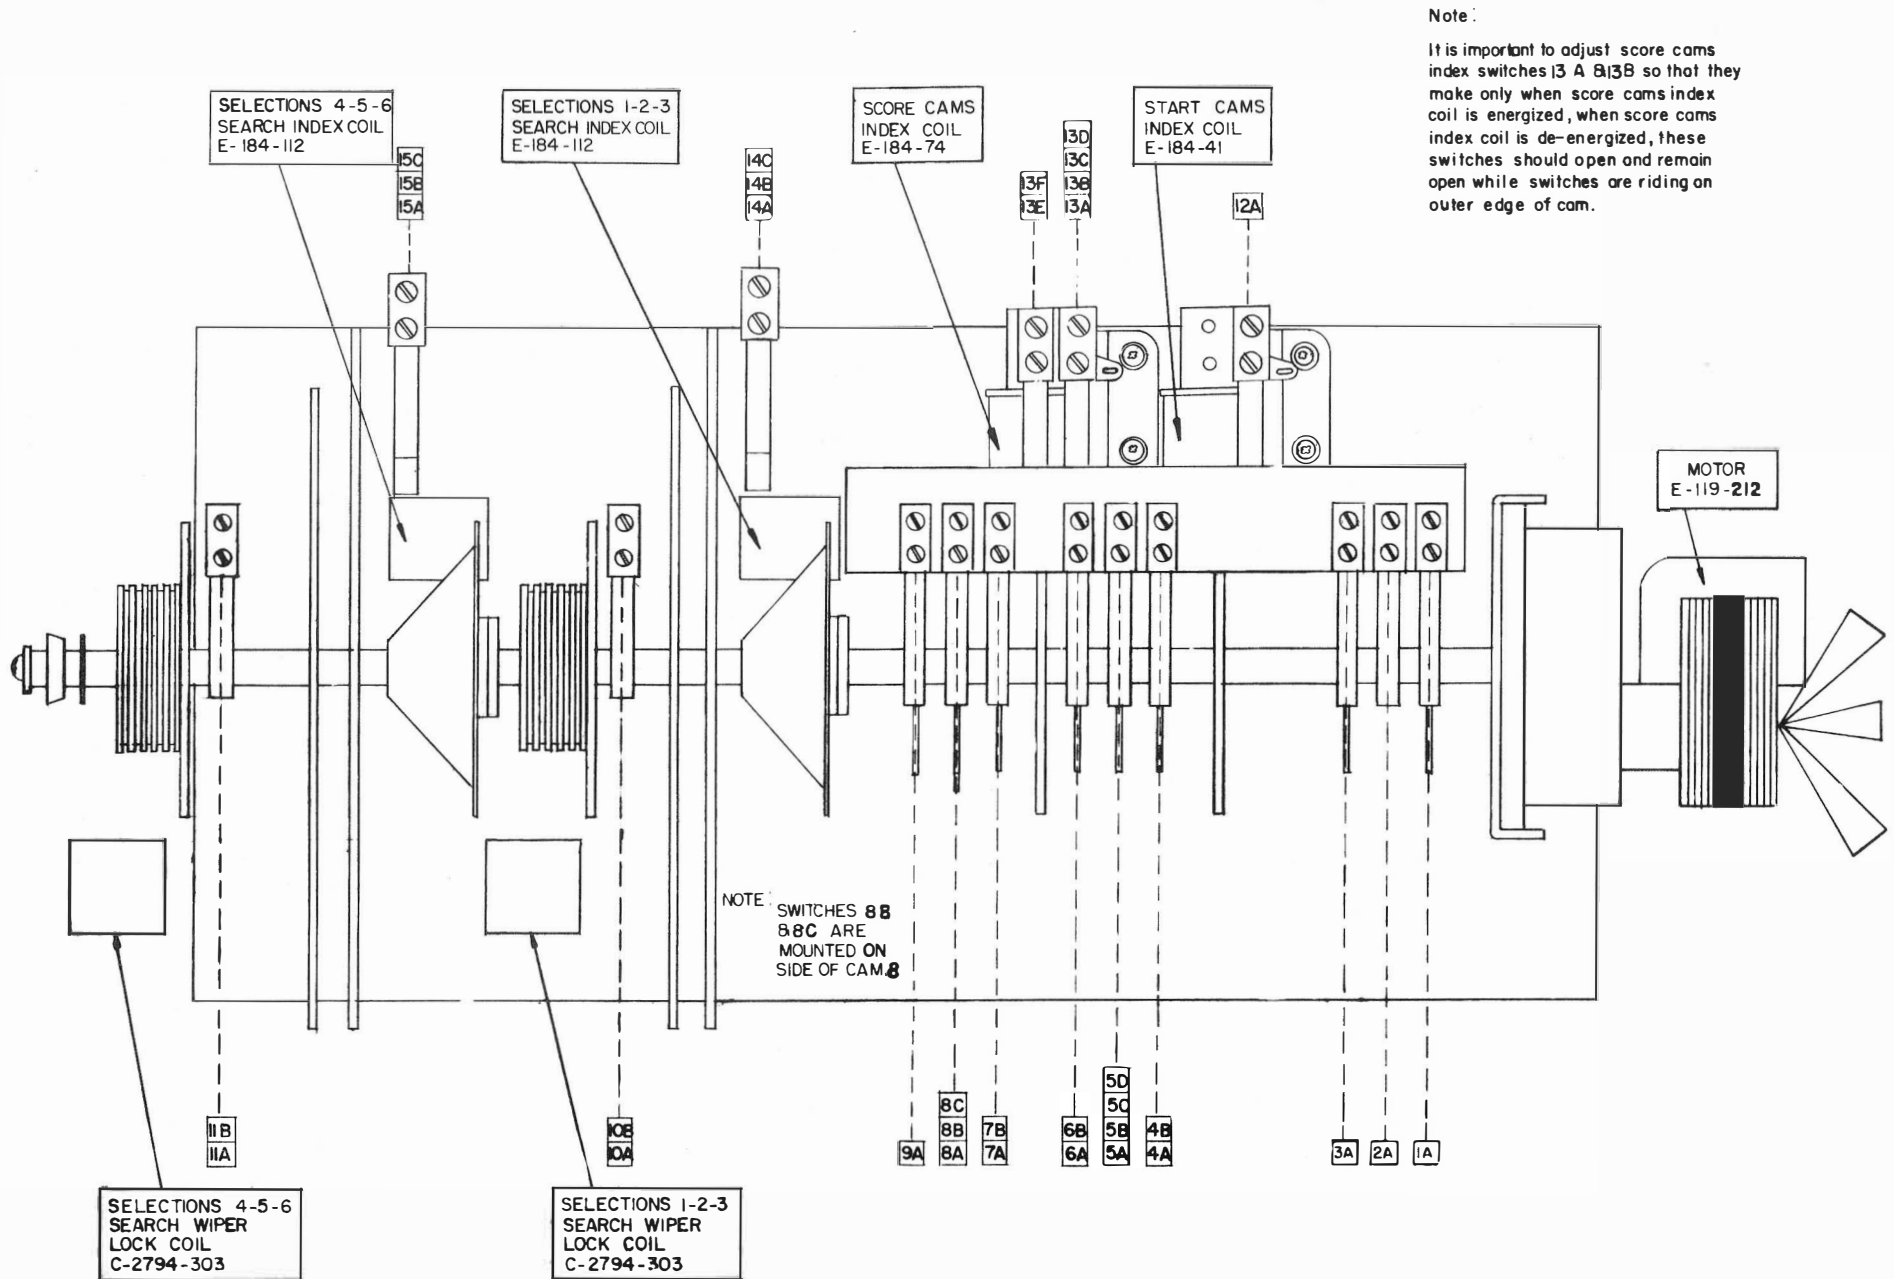 Note:
It is important to adjust score cams
index switches 13 A &13B so that they
make only when score cams index
coil is energized, when score cams
index coil is de-energized, these
switches should open and remain
open while switches are riding on
outer edge of cam.
SELECTIONS 4-5-6
SEARCH INDEX COIL
E-184-112
SELECTIONS 1-2-3
SEARCH INDEX COIL
E-184-112
SCORE CAMS
INDEX COIL
E-184-74
START CAMS
INDEX COIL
E-184-41
15C
15B
15A
14C
14B
14A
13F
13E
13D
13C
13B
13A
12A
MOTOR
E-119-212
NOTE:
SWITCHES 8B
&8C ARE
MOUNTED ON
SIDE OF CAM.8
11B
11A
10B
10A
9A
8C
8B
8A
7B
7A
6B
6A
5D
5C
5B
5A
4B
4A
3A
2A
1A
SELECTIONS 4-5-6
SEARCH WIPER
LOCK COIL
C-2794-303
SELECTIONS 1-2-3
SEARCH WIPER
LOCK COIL
C-2794-303